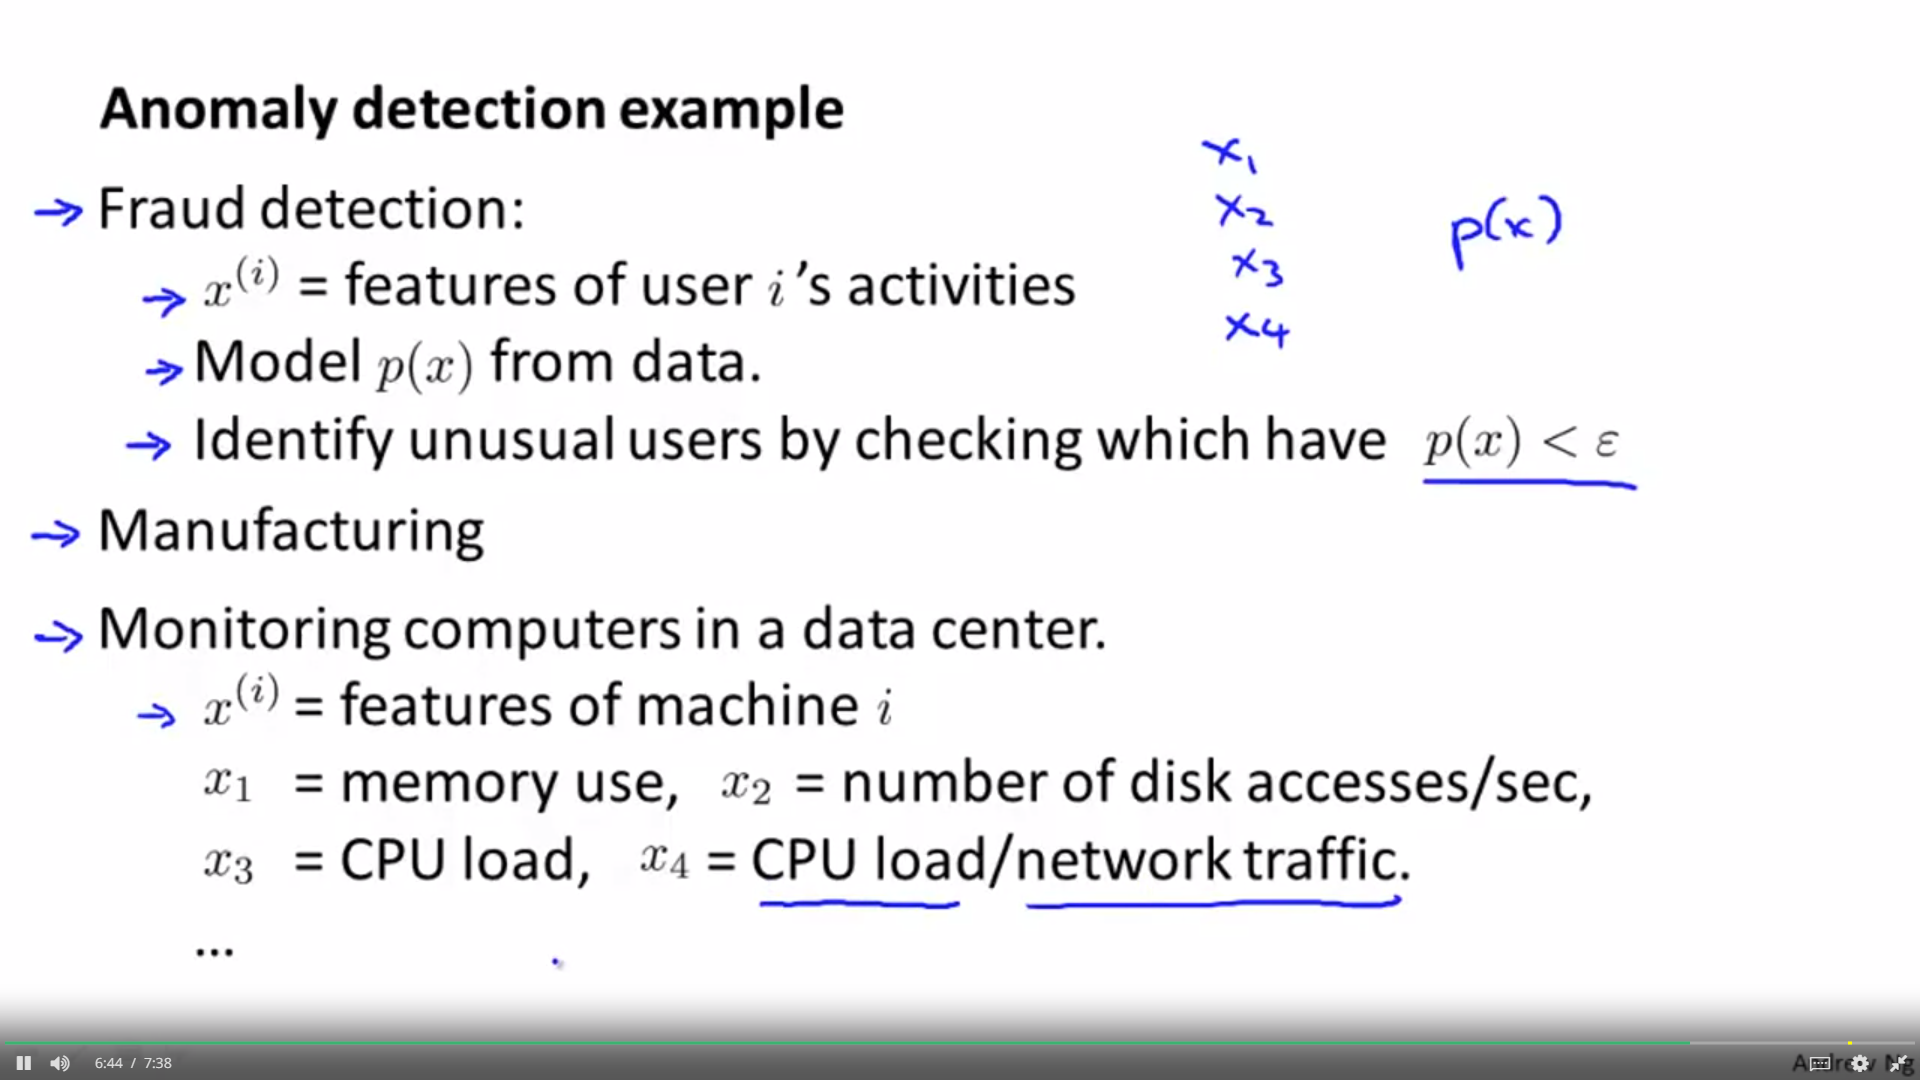 Anomaly detection example
→ Fraud detection:
→ x^(i) = features of user i's activities
→ Model p(x) from data.
→ Identify unusual users by checking which have p(x) < ε
x₁
x₂
x₃
x₄
p(x)
→ Manufacturing
→ Monitoring computers in a data center.
→ x^(i) = features of machine i
x₁ = memory use, x₂ = number of disk accesses/sec,
x₃ = CPU load, x₄ = CPU load/network traffic.
...
6:44 / 7:38
Andrew Ng